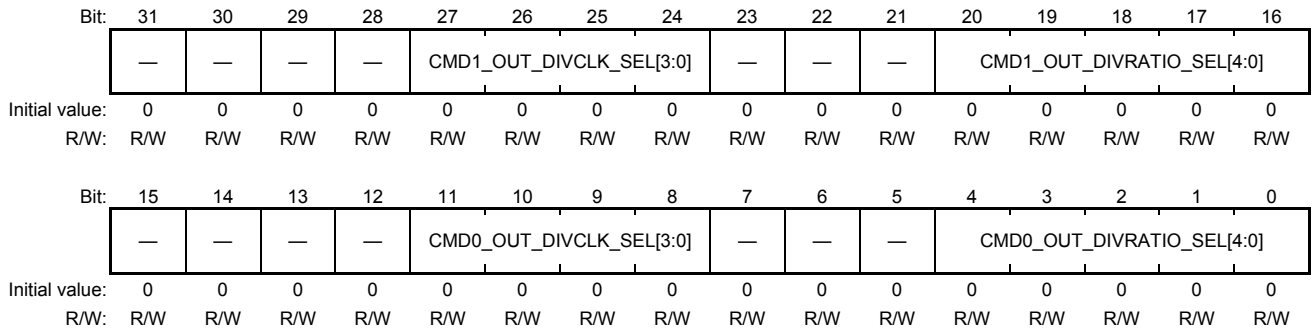 Bit: 31 30 29 28 27 26 25 24 23 22 21 20 19 18 17 16
— — — — CMD1_OUT_DIVCLK_SEL[3:0] — — — CMD1_OUT_DIVRATIO_SEL[4:0]
Initial value: 0 0 0 0 0 0 0 0 0 0 0 0 0 0 0 0
R/W: R/W R/W R/W R/W R/W R/W R/W R/W R/W R/W R/W R/W R/W R/W R/W R/W
Bit: 15 14 13 12 11 10 9 8 7 6 5 4 3 2 1 0
— — — — CMD0_OUT_DIVCLK_SEL[3:0] — — — CMD0_OUT_DIVRATIO_SEL[4:0]
Initial value: 0 0 0 0 0 0 0 0 0 0 0 0 0 0 0 0
R/W: R/W R/W R/W R/W R/W R/W R/W R/W R/W R/W R/W R/W R/W R/W R/W R/W